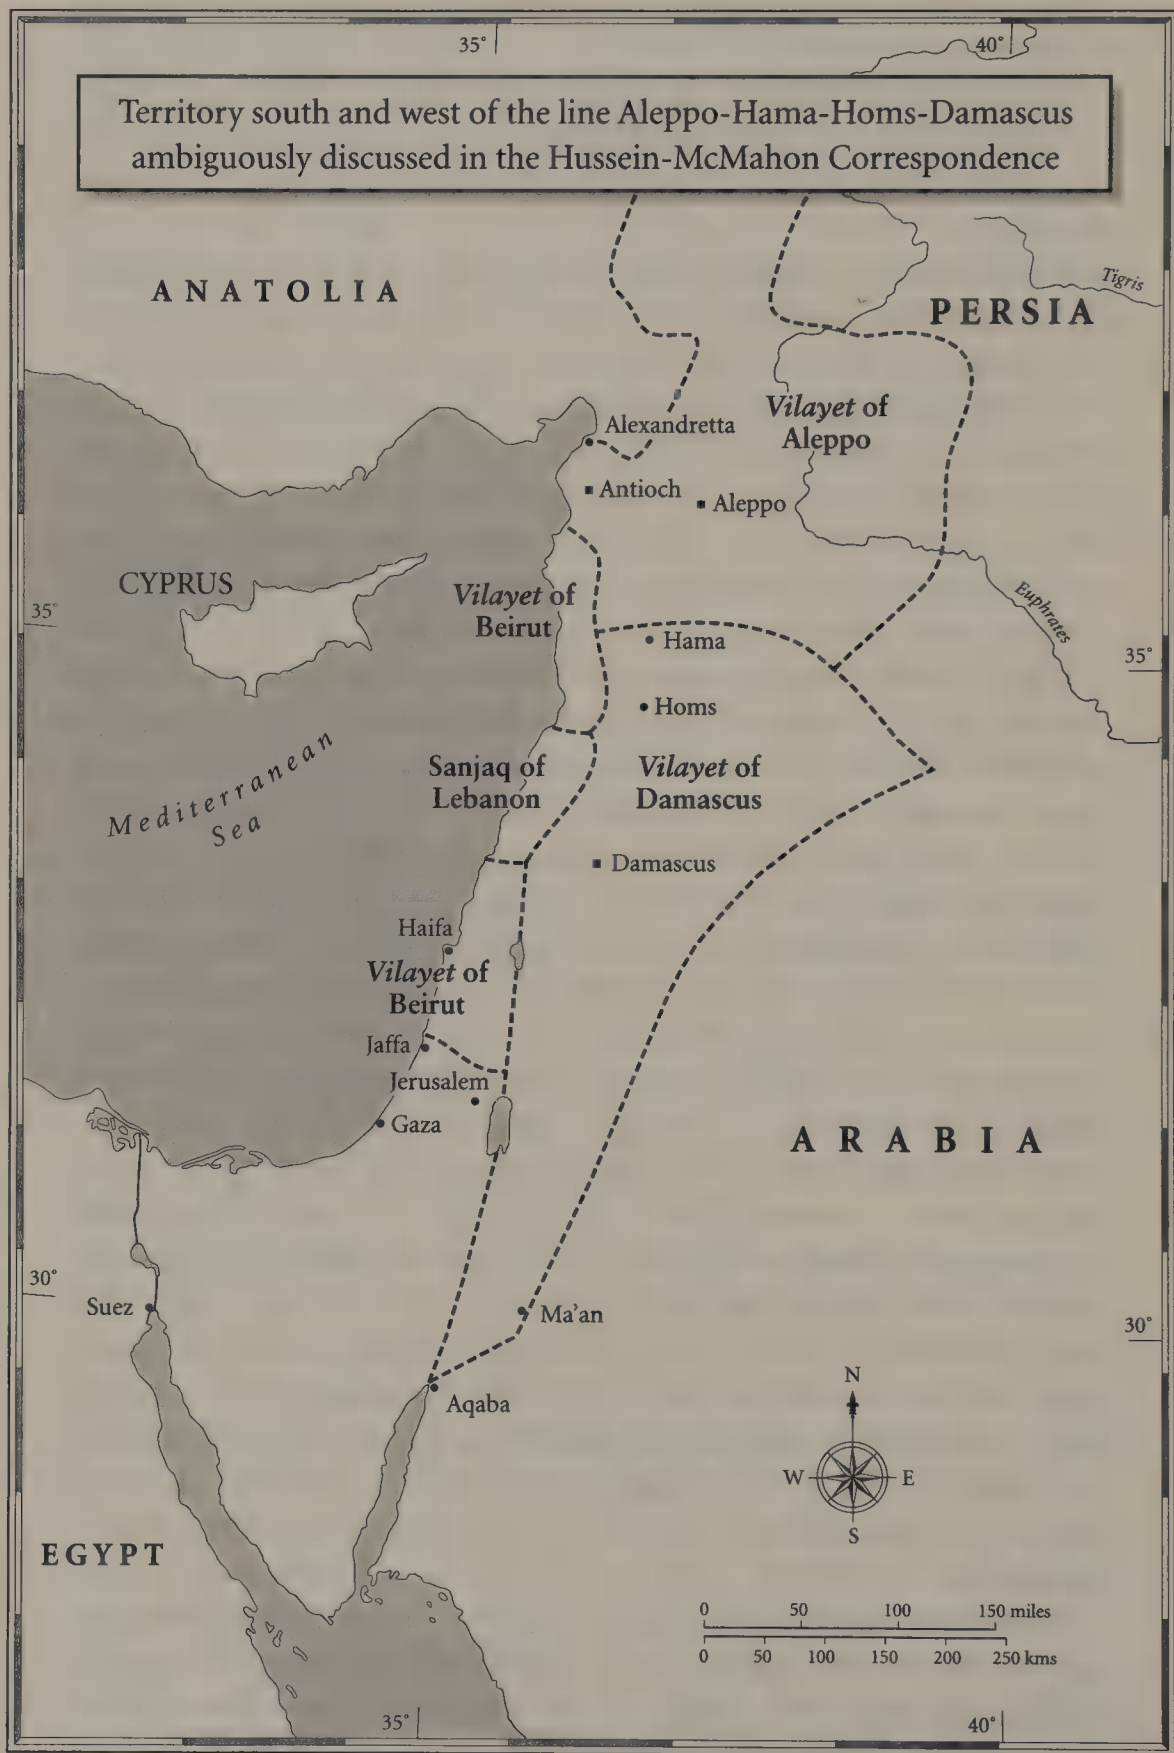 35°
40°
Territory south and west of the line Aleppo-Hama-Homs-Damascus
ambiguously discussed in the Hussein-McMahon Correspondence
ANATOLIA
Tigris
PERSIA
Vilayet of
Aleppo
Alexandretta
Antioch
Aleppo
CYPRUS
Vilayet of
Beirut
35°
Euphrates
Hama
35°
Homs
Mediterranean
Sea
Sanjaq of
Lebanon
Vilayet of
Damascus
Damascus
Haifa
Vilayet of
Beirut
Jaffa
Jerusalem
Gaza
ARABIA
30°
Suez
Ma'an
30°
Aqaba
N
W
E
S
EGYPT
0 50 100 150 miles
0 50 100 150 200 250 kms
35°
40°